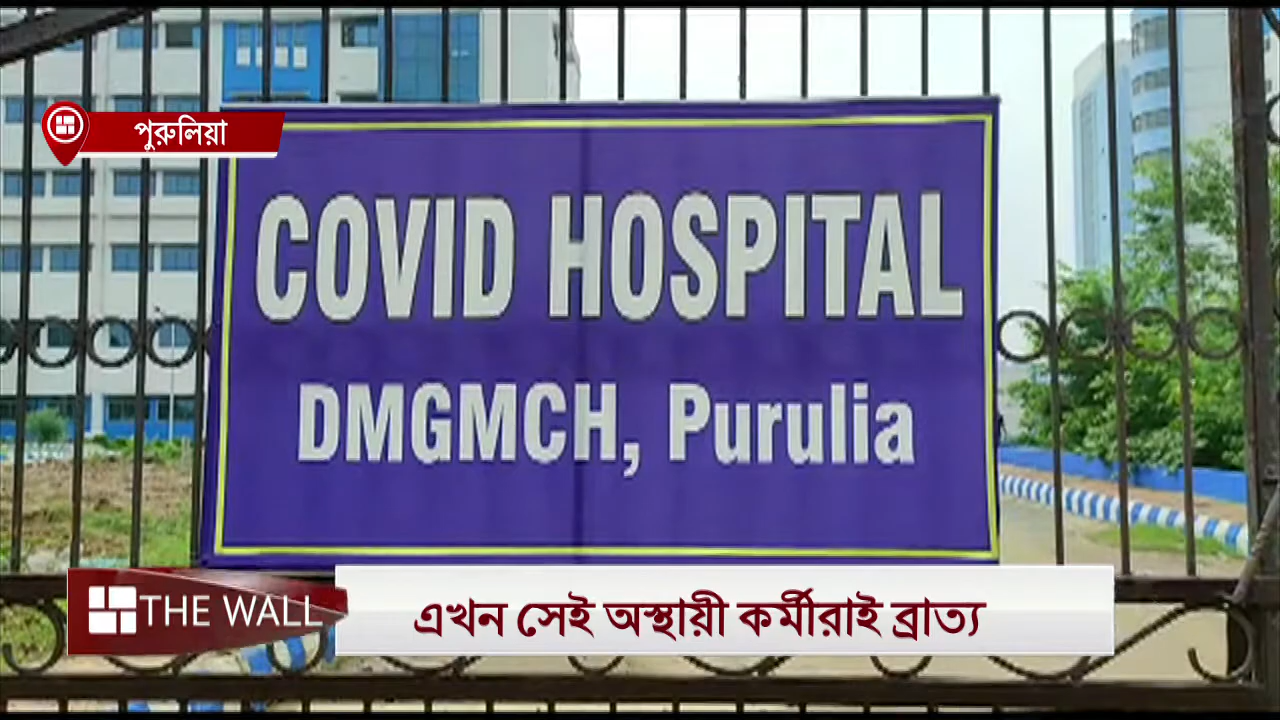 পুরুলিয়া
COVID HOSPITAL
DMGMCH, Purulia
THE WALL
এখন সেই অস্থায়ী কর্মীরাই ব্রাত্য